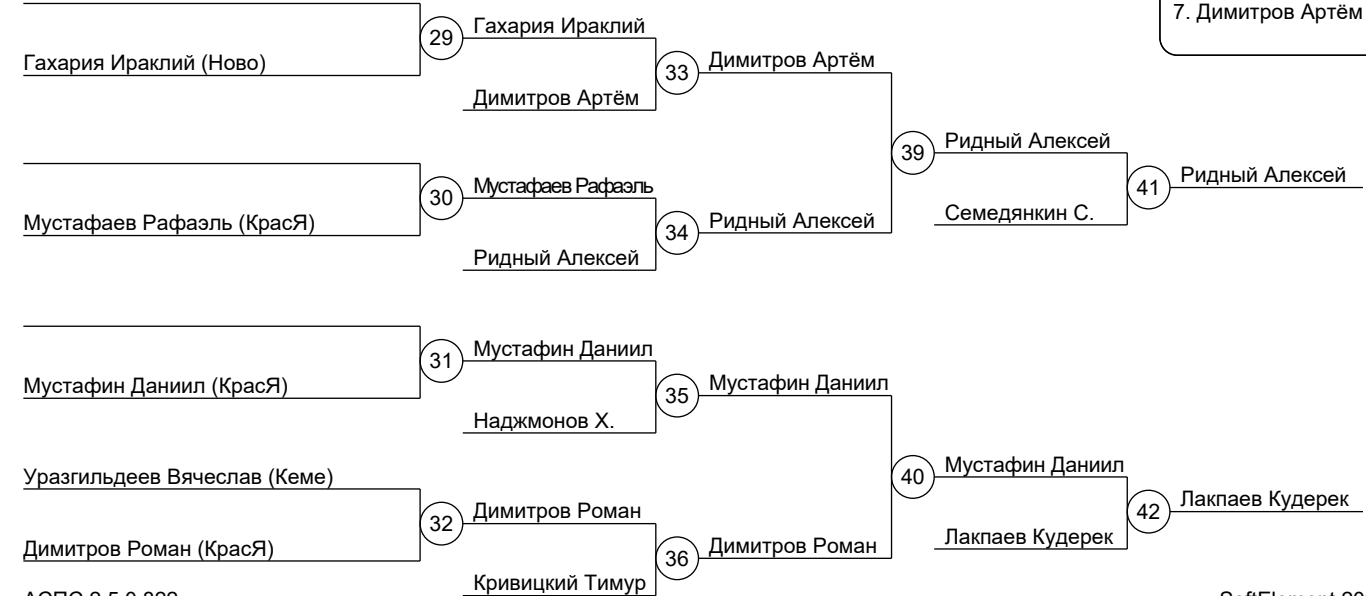 7. Димитров Артём
Гахария Ираклий (Ново)
29
Гахария Ираклий
Димитров Артём
33
Димитров Артём
Мустафаев Рафаэль (КрасЯ)
30
Мустафаев Рафаэль
Ридный Алексей
34
Ридный Алексей
39
Ридный Алексей
Семедянкин С.
41
Ридный Алексей
Мустафин Даниил (КрасЯ)
31
Мустафин Даниил
Наджмонов Х.
35
Мустафин Даниил
Уразгильдеев Вячеслав (Кеме)
Димитров Роман (КрасЯ)
32
Димитров Роман
Кривицкий Тимур
36
Димитров Роман
40
Мустафин Даниил
Лакпаев Кудерек
42
Лакпаев Кудерек